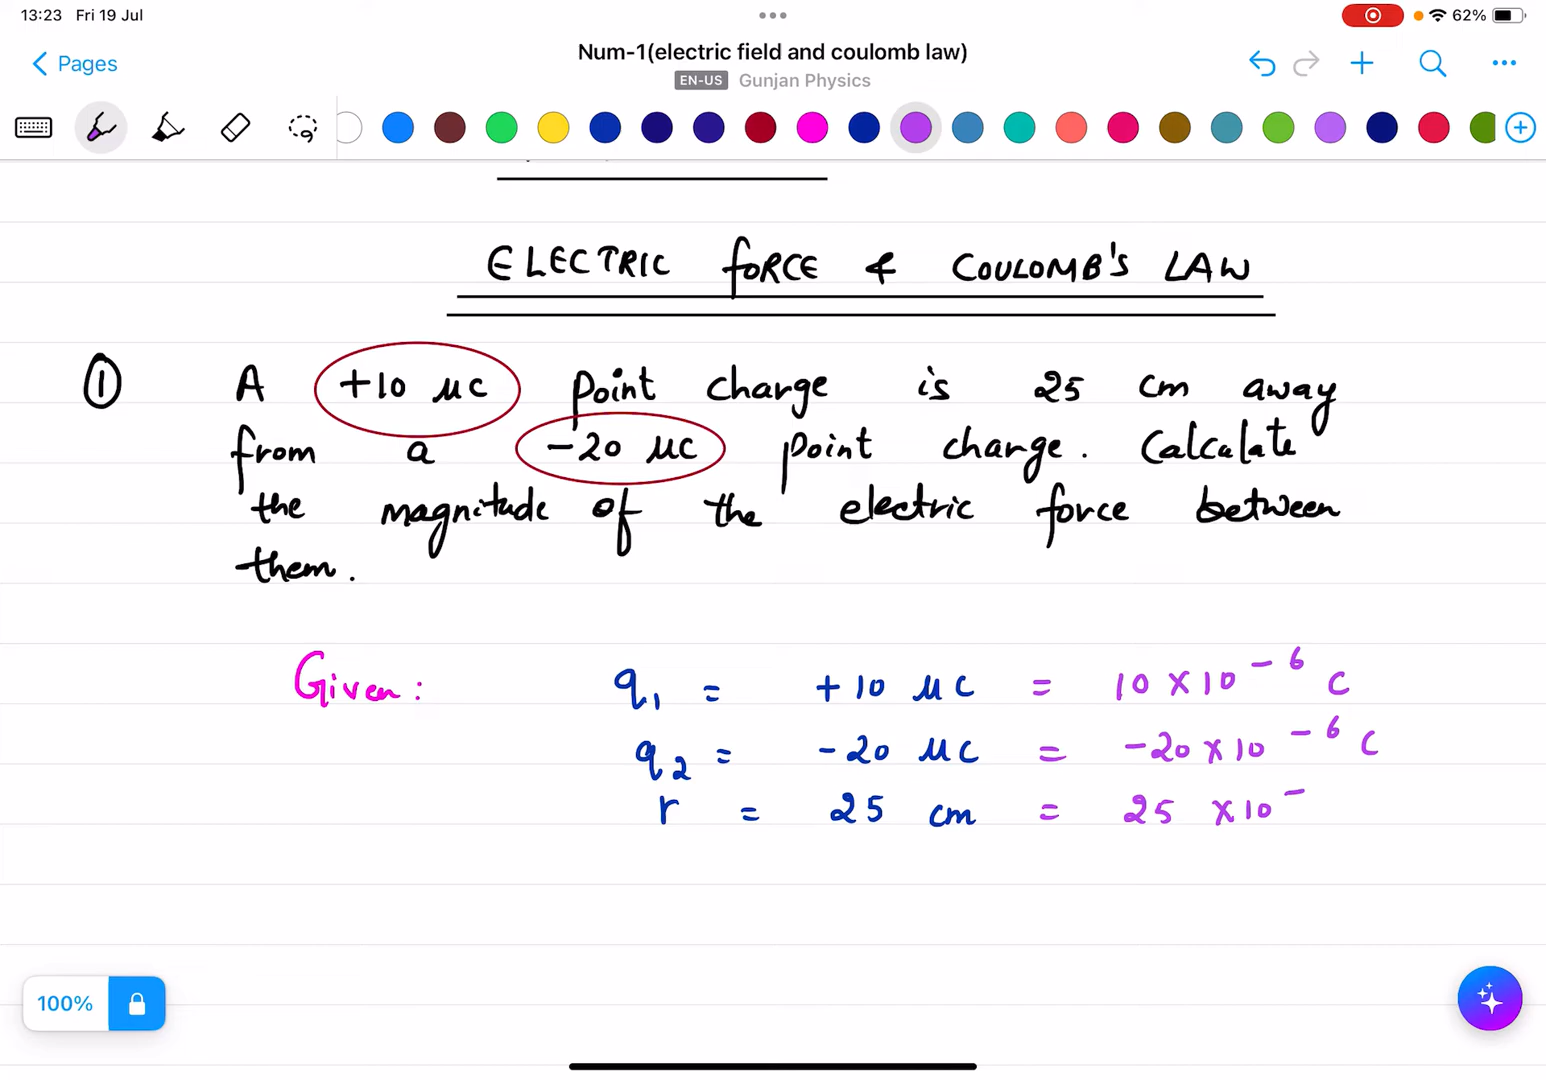 13:23 Fri 19 Jul
62%
Num-1(electric field and coulomb law)
Pages
EN-US Gunjan Physics
ELECTRIC FORCE & COULOMB'S LAW
① A +10 μC point charge is 25 cm away
from a -20 μC point charge. Calculate
the magnitude of the electric force between
them.
Given: q₁ = +10 μC = 10 × 10⁻⁶ C
q₂ = -20 μC = -20 × 10⁻⁶ C
r = 25 cm = 25 × 10⁻
100%